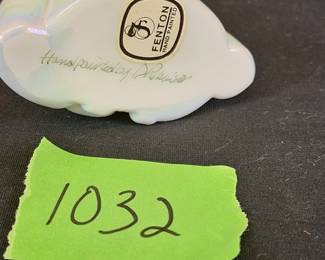 FENTON
HAND PAINTED
Handpainted by
1032